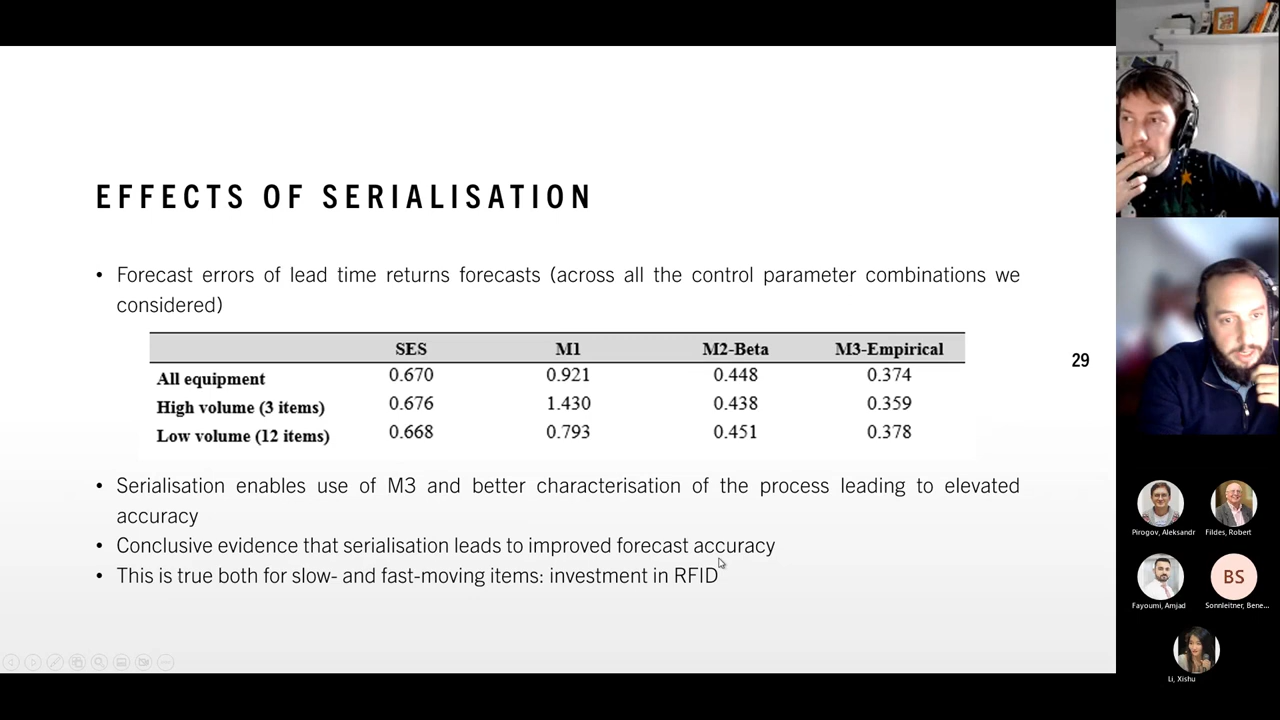 EFFECTS OF SERIALISATION
• Forecast errors of lead time returns forecasts (across all the control parameter combinations we
considered)
SES M1 M2-Beta M3-Empirical
All equipment 0.670 0.921 0.448 0.374
High volume (3 items) 0.676 1.430 0.438 0.359
Low volume (12 items) 0.668 0.793 0.451 0.378
29
• Serialisation enables use of M3 and better characterisation of the process leading to elevated
accuracy
• Conclusive evidence that serialisation leads to improved forecast accuracy
• This is true both for slow- and fast-moving items: investment in RFID
Pirogov, Aleksandr
Fildes, Robert
BS
Fayoumi, Amjad
Sonnleitner, Bene...
Li, Xishu